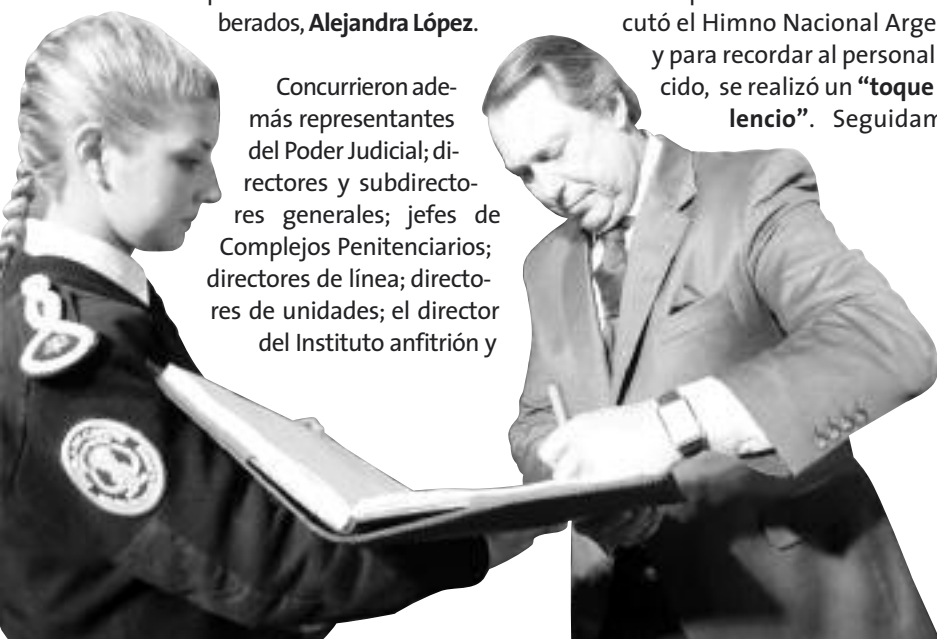 berados, Alejandra López.
Concurrieron ade-
más representantes
del Poder Judicial; di-
rectores y subdirecto-
res generales; jefes de
Complejos Penitenciarios;
directores de línea; directo-
res de unidades; el director
del Instituto anfitrión y
cutó el Himno Nacional Arge
y para recordar al personal
cido, se realizó un “toque
lencio”. Seguidam